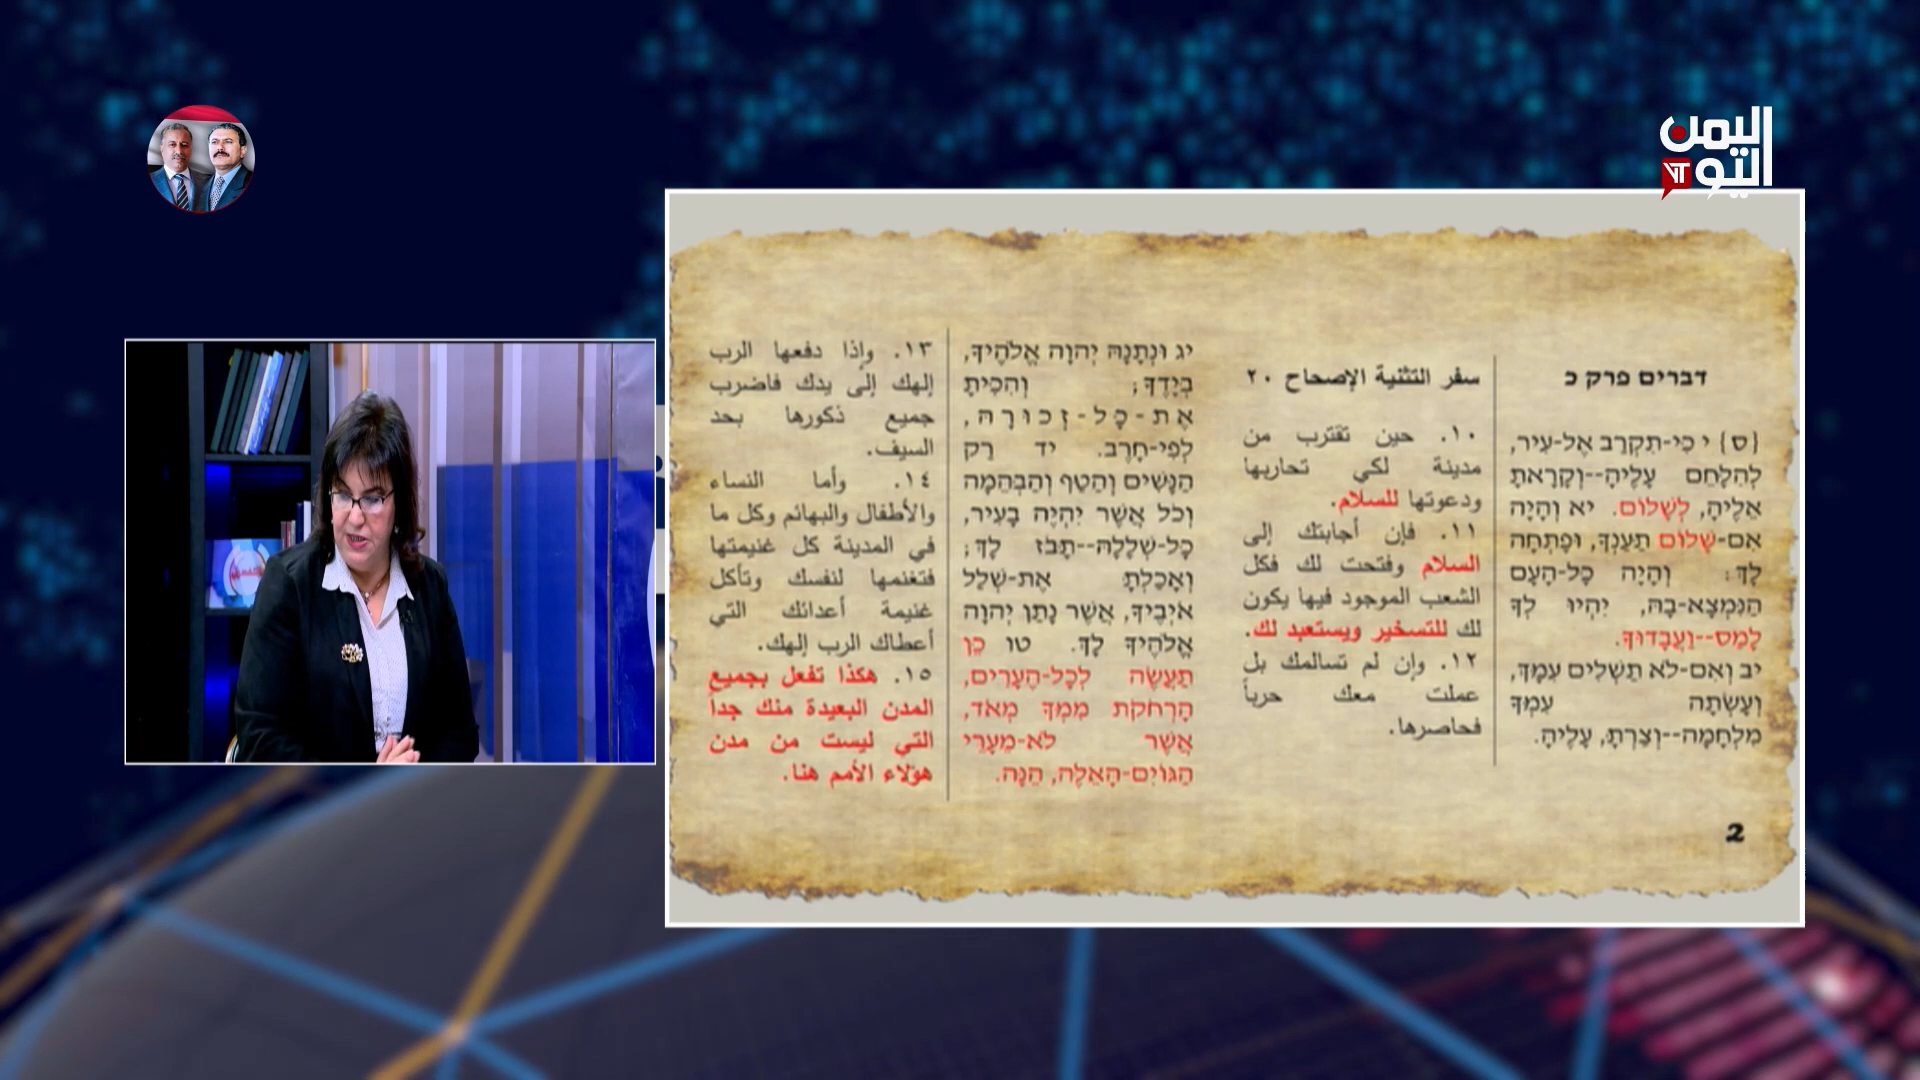 اليمن
اليوم
YT
דברים פרק כ
{ס} י כִּי-תִקְרַב אֶל-עִיר,
לְהִלָּחֵם עָלֶיהָ--וְקָרָאתָ
אֵלֶיהָ, לְשָׁלוֹם. יא וְהָיָה
אִם-שָׁלוֹם תַּעַנְךָ, וּפָתְחָה
לָךְ: וְהָיָה כָּל-הָעָם
הַנִּמְצָא-בָהּ, יִהְיוּ לְךָ
לָמַס--וַעֲבָדוּךָ.
יב וְאִם-לֹא תַשְׁלִים עִמָּךְ,
וְעָשְׂתָה עִמְּךָ
מִלְחָמָה--וְצַרְתָּ, עָלֶיהָ.
سفر التثنية الإصحاح ٢٠
١٠. حين تقترب من
مدينة لكي تحاربها
ودعوتها للسلام.
١١. فإن أجابتك إلى
السلام وفتحت لك فكل
الشعب الموجود فيها يكون
لك للتسخير ويستعبد لك.
١٢. وإن لم تسالمك بل
عملت معك حرباً
فحاصرها.
יג וּנְתָנָהּ יְהוָה אֱלֹהֶיךָ,
בְּיָדֶךָ; וְהִכִּיתָ
אֶת-כָּל-זְכוּרָהּ,
לְפִי-חָרֶב. יד רַק
הַנָּשִׁים וְהַטַּף וְהַבְּהֵמָה
וְכֹל אֲשֶׁר יִהְיֶה בָעִיר,
כָּל-שְׁלָלָהּ--תָּבֹז לָךְ;
וְאָכַלְתָּ אֶת-שְׁלַל
אֹיְבֶיךָ, אֲשֶׁר נָתַן יְהוָה
אֱלֹהֶיךָ לָךְ. טו כֵּן
תַּעֲשֶׂה לְכָל-הֶעָרִים,
הָרְחֹקֹת מִמְּךָ מְאֹד,
אֲשֶׁר לֹא-מֵעָרֵי
הַגּוֹיִם-הָאֵלֶּה, הֵנָּה.
١٣. وإذا دفعها الرب
إلهك إلى يدك فاضرب
جميع ذكورها بحد
السيف.
١٤. وأما النساء
والأطفال والبهائم وكل ما
في المدينة كل غنيمتها
فتغنمها لنفسك وتأكل
غنيمة أعدائك التي
أعطاك الرب إلهك.
١٥. هكذا تفعل بجميع
المدن البعيدة منك جداً
التي ليست من مدن
هؤلاء الأمم هنا.
2